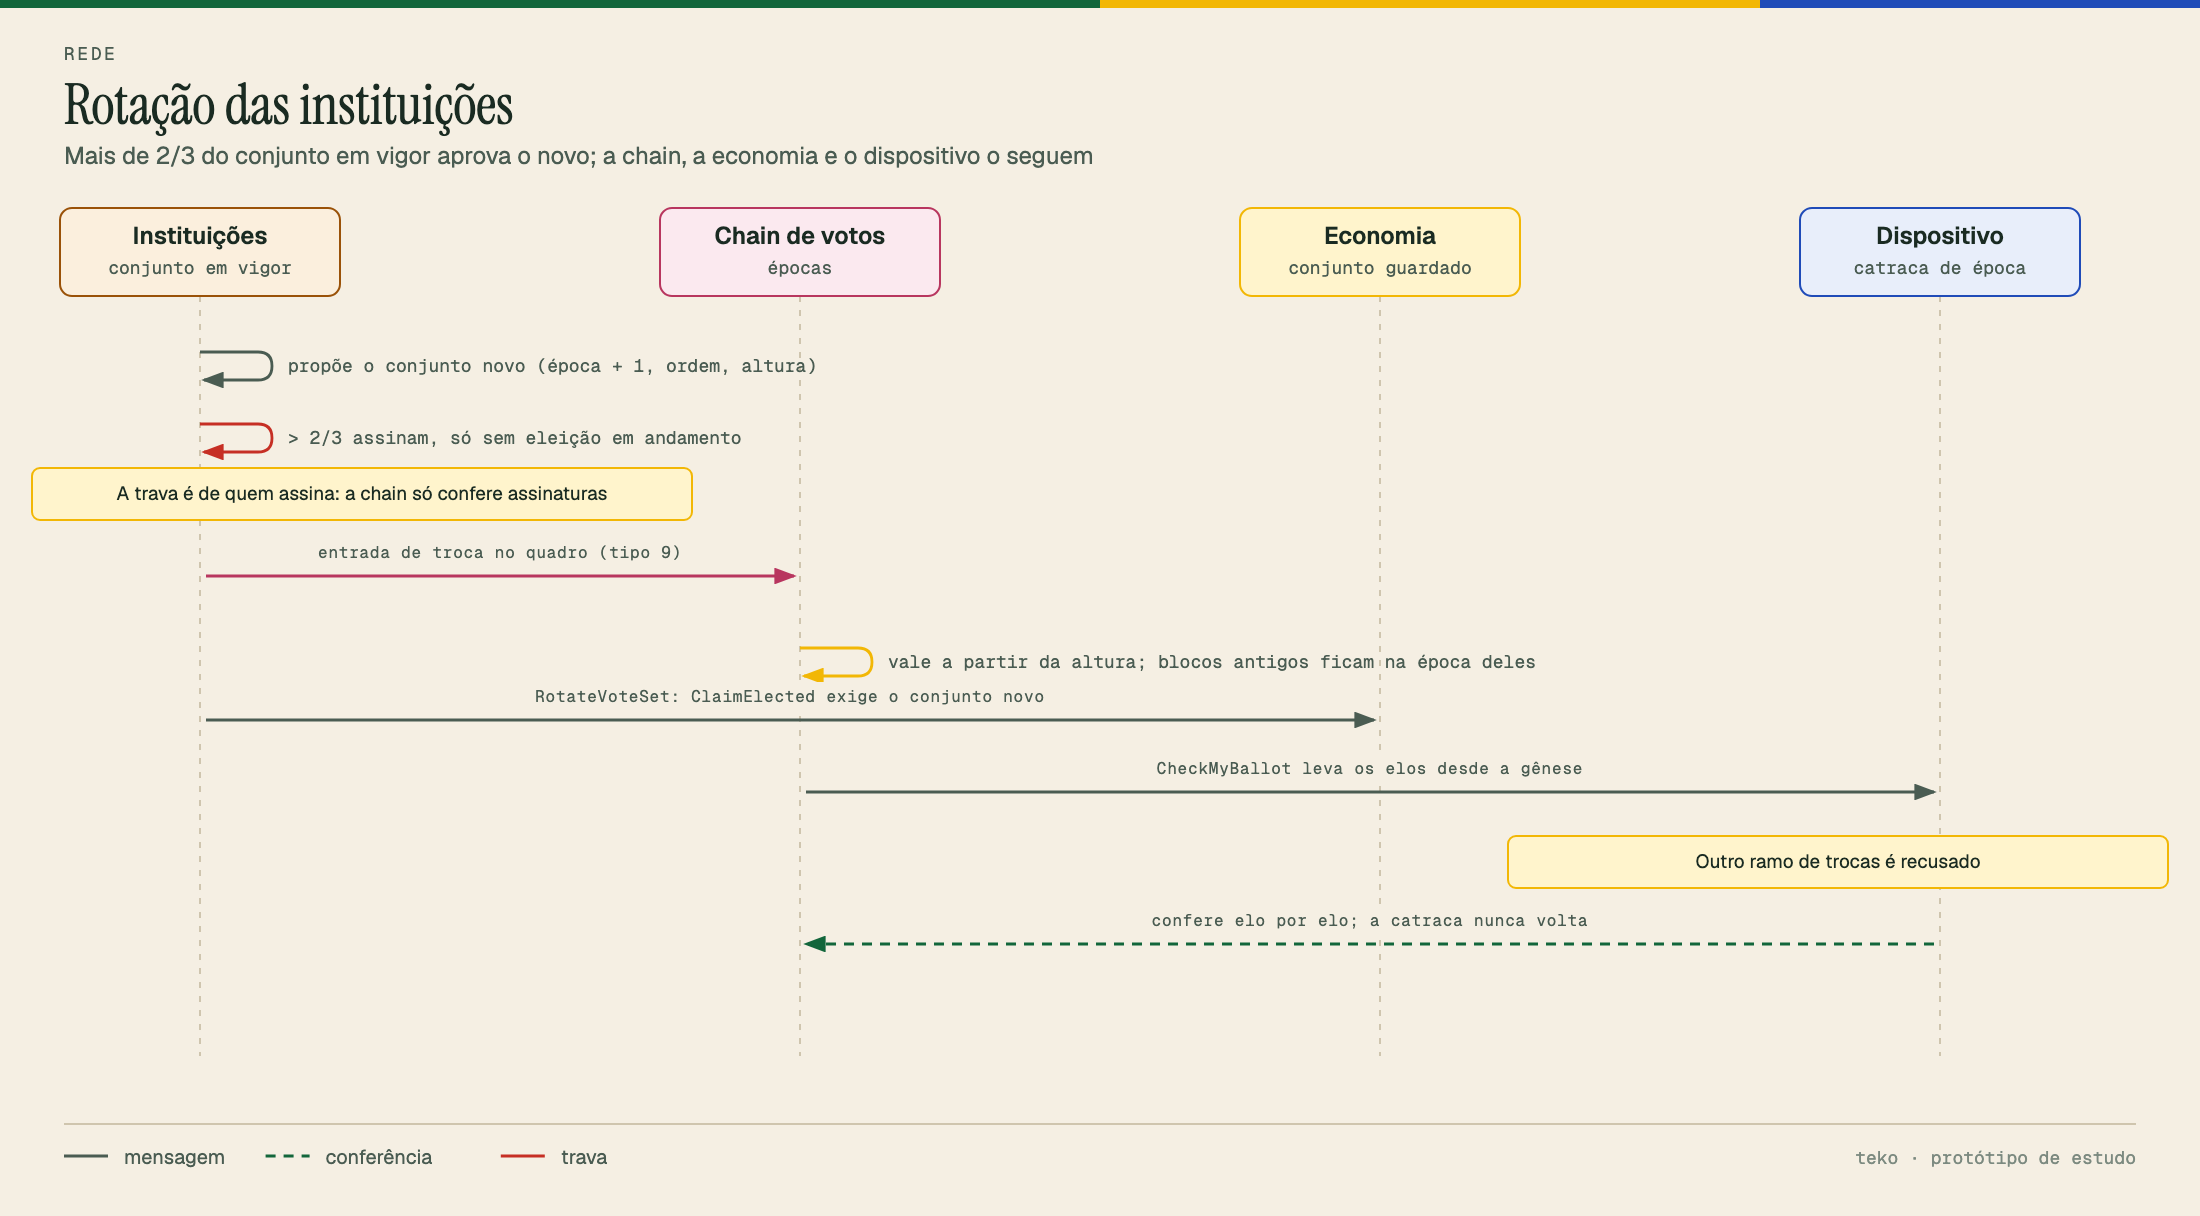 REDE
Rotação das instituições
Mais de 2/3 do conjunto em vigor aprova o novo; a chain, a economia e o dispositivo o seguem
Instituições
conjunto em vigor
Chain de votos
épocas
Economia
conjunto guardado
Dispositivo
catraca de época
propõe o conjunto novo (época + 1, ordem, altura)
> 2/3 assinam, só sem eleição em andamento
A trava é de quem assina: a chain só confere assinaturas
entrada de troca no quadro (tipo 9)
vale a partir da altura; blocos antigos ficam na época deles
RotateVoteSet: ClaimElected exige o conjunto novo
CheckMyBallot leva os elos desde a gênese
Outro ramo de trocas é recusado
confere elo por elo; a catraca nunca volta
mensagem
conferência
trava
teko · protótipo de estudo